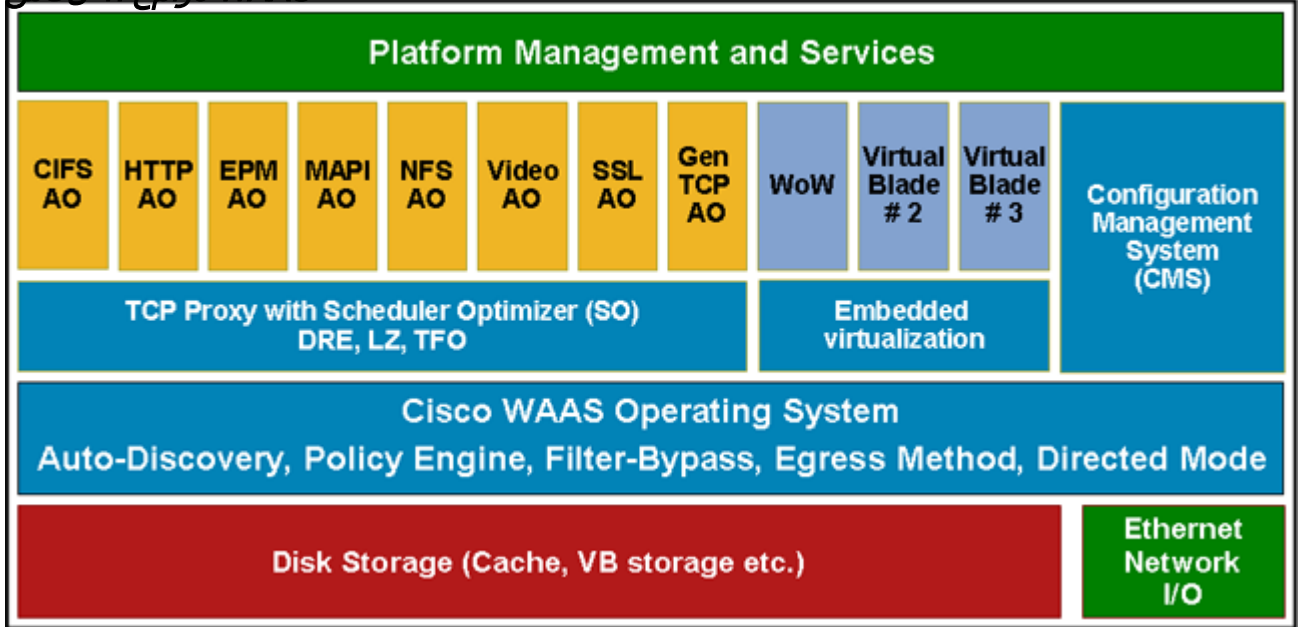 Platform Management and Services
CIFS
AO
HTTP
AO
EPM
AO
MAPI
AO
NFS
AO
Video
AO
SSL
AO
Gen
TCP
AO
WoW
Virtual
Blade
# 2
Virtual
Blade
# 3
Configuration
Management
System
(CMS)
TCP Proxy with Scheduler Optimizer (SO)
DRE, LZ, TFO
Embedded
virtualization
Cisco WAAS Operating System
Auto-Discovery, Policy Engine, Filter-Bypass, Egress Method, Directed Mode
Disk Storage (Cache, VB storage etc.)
Ethernet
Network
I/O